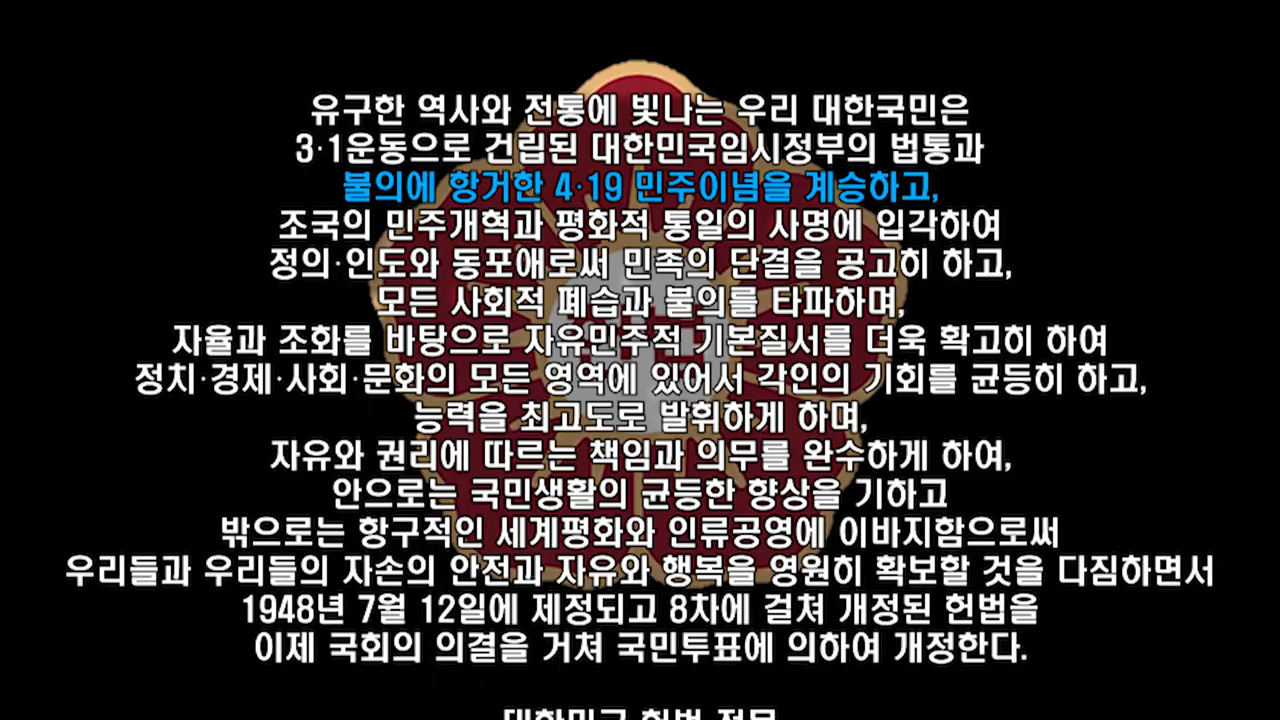 유구한 역사와 전통에 빛나는 우리 대한국민은
3·1운동으로 건립된 대한민국임시정부의 법통과
불의에 항거한 4·19 민주이념을 계승하고,
조국의 민주개혁과 평화적 통일의 사명에 입각하여
정의·인도와 동포애로써 민족의 단결을 공고히 하고,
모든 사회적 폐습과 불의를 타파하며,
자율과 조화를 바탕으로 자유민주적 기본질서를 더욱 확고히 하여
정치·경제·사회·문화의 모든 영역에 있어서 각인의 기회를 균등히 하고,
능력을 최고도로 발휘하게 하며,
자유와 권리에 따르는 책임과 의무를 완수하게 하여,
안으로는 국민생활의 균등한 향상을 기하고
밖으로는 항구적인 세계평화와 인류공영에 이바지함으로써
우리들과 우리들의 자손의 안전과 자유와 행복을 영원히 확보할 것을 다짐하면서
1948년 7월 12일에 제정되고 8차에 걸쳐 개정된 헌법을
이제 국회의 의결을 거쳐 국민투표에 의하여 개정한다.
대한민국 헌법 전문